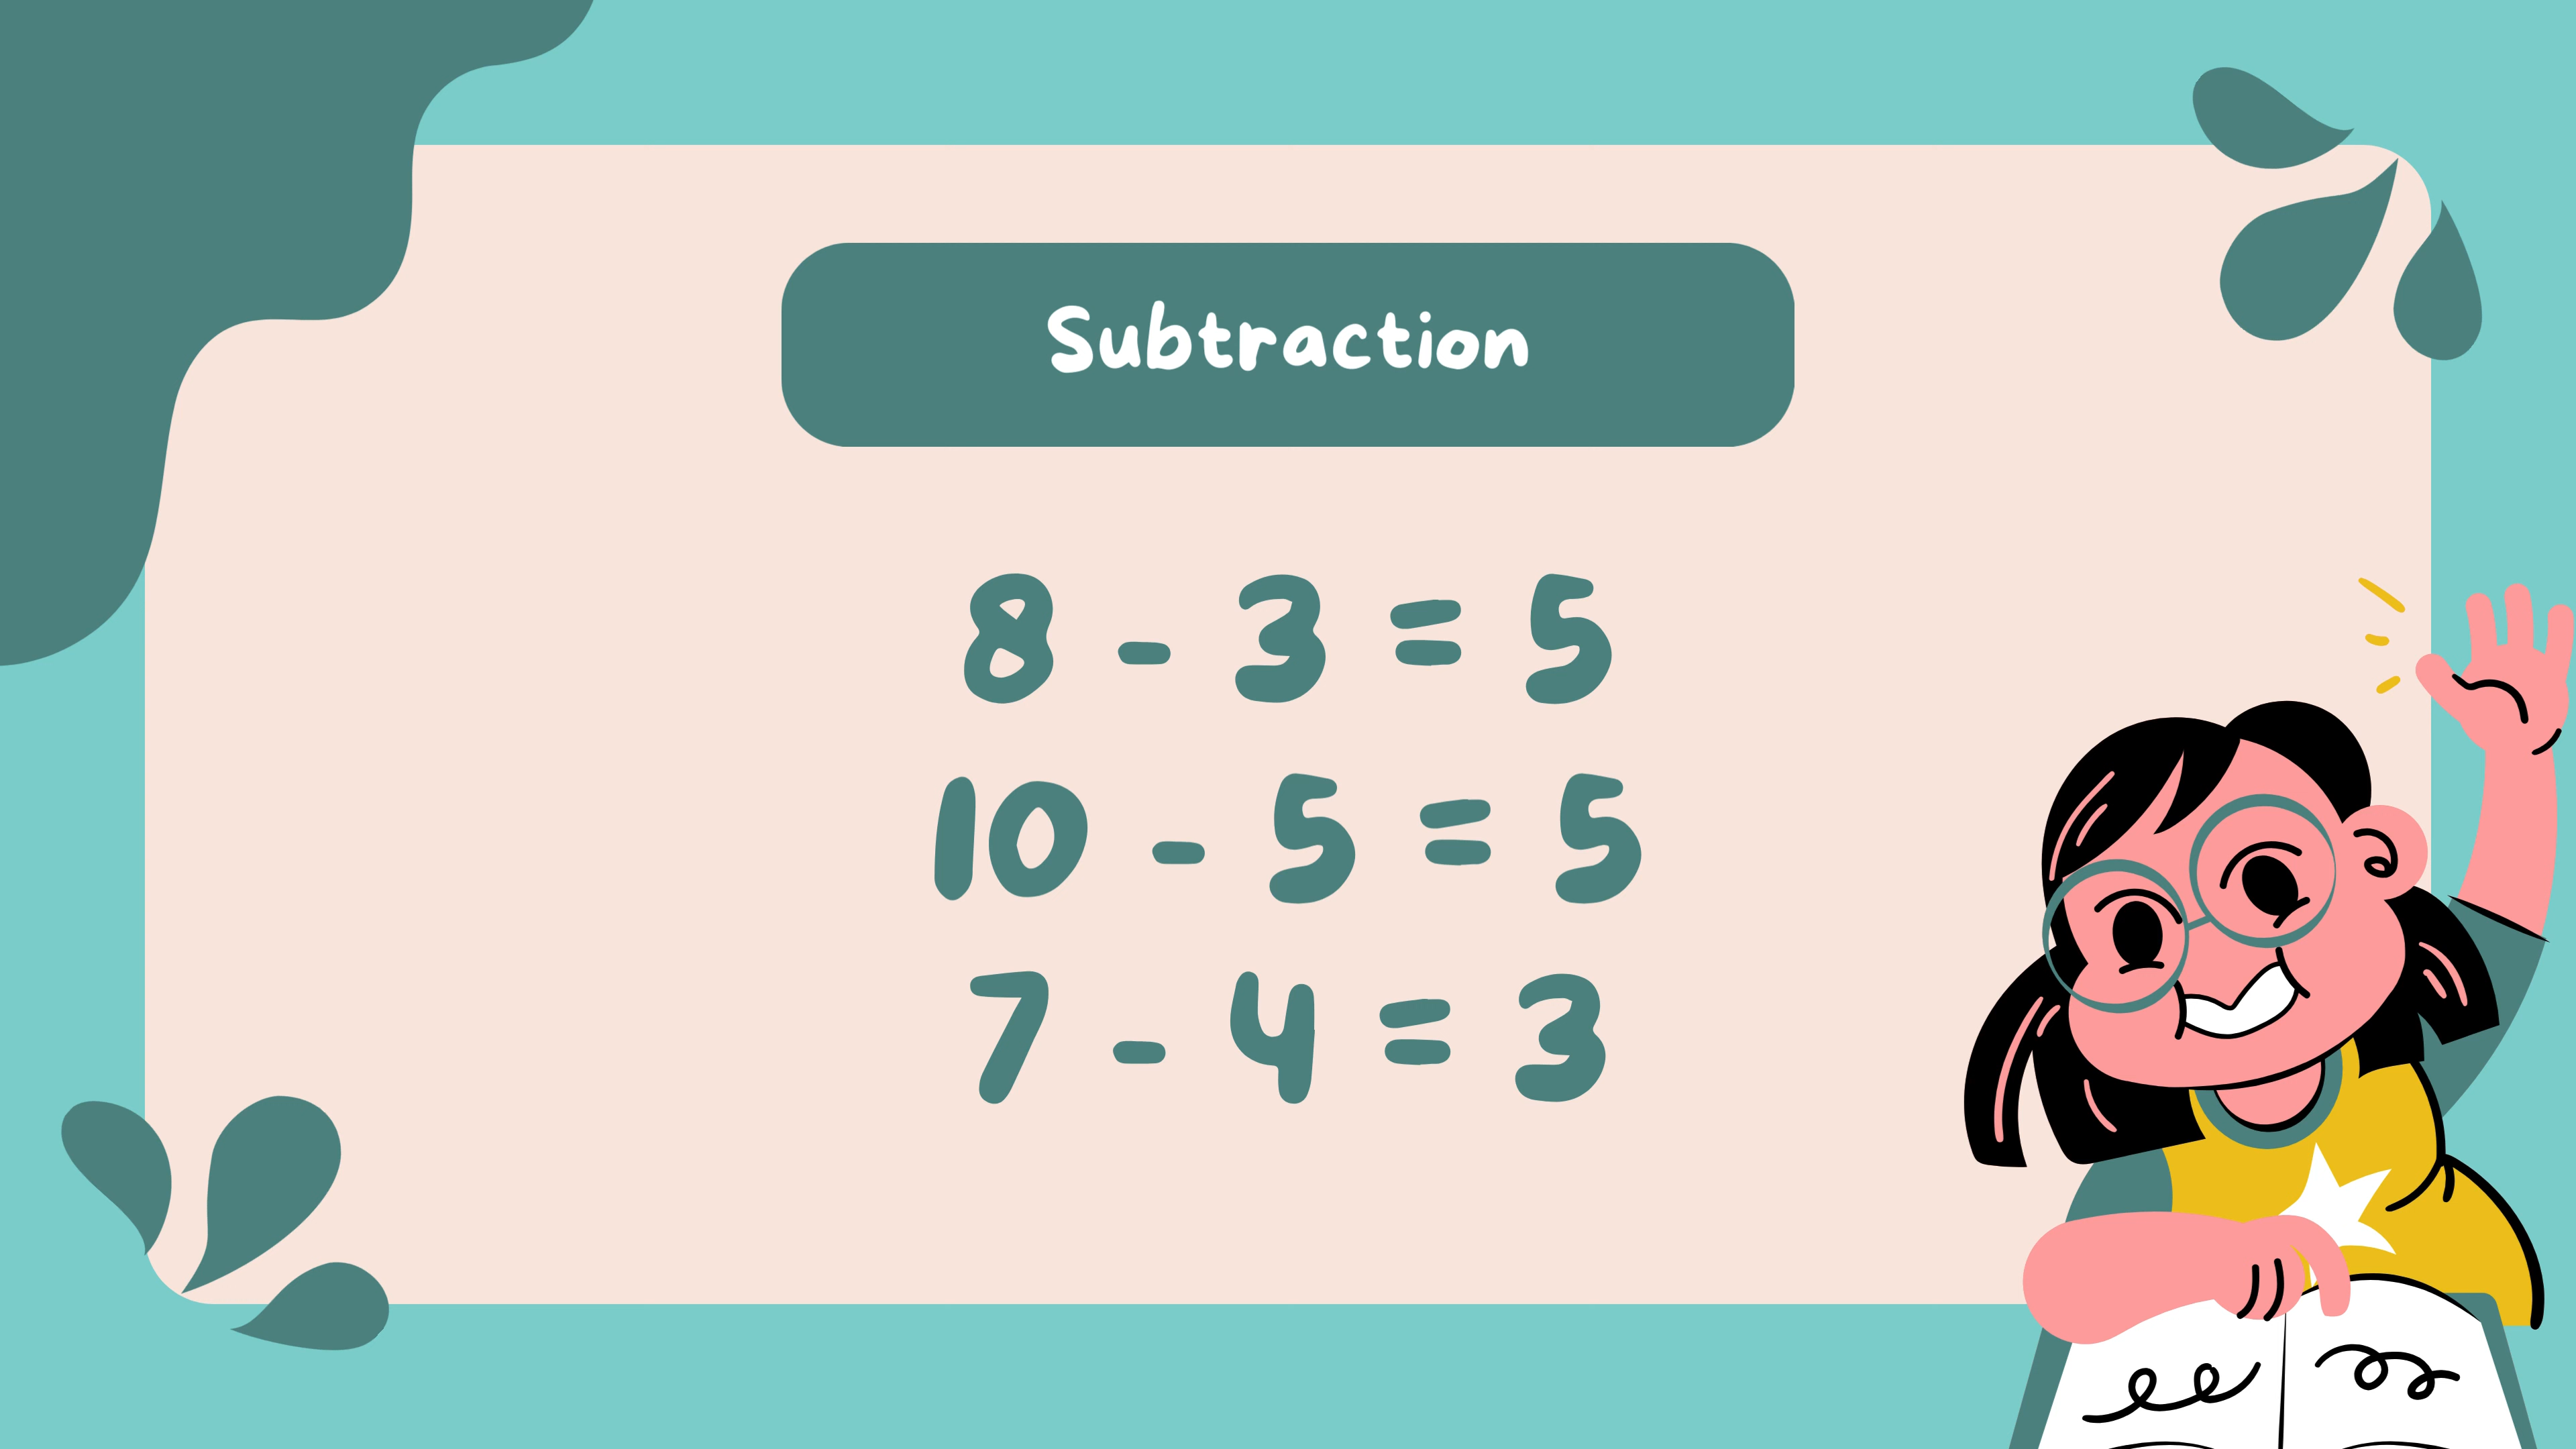 Subtraction
8 - 3 = 5
10 - 5 = 5
7 - 4 = 3